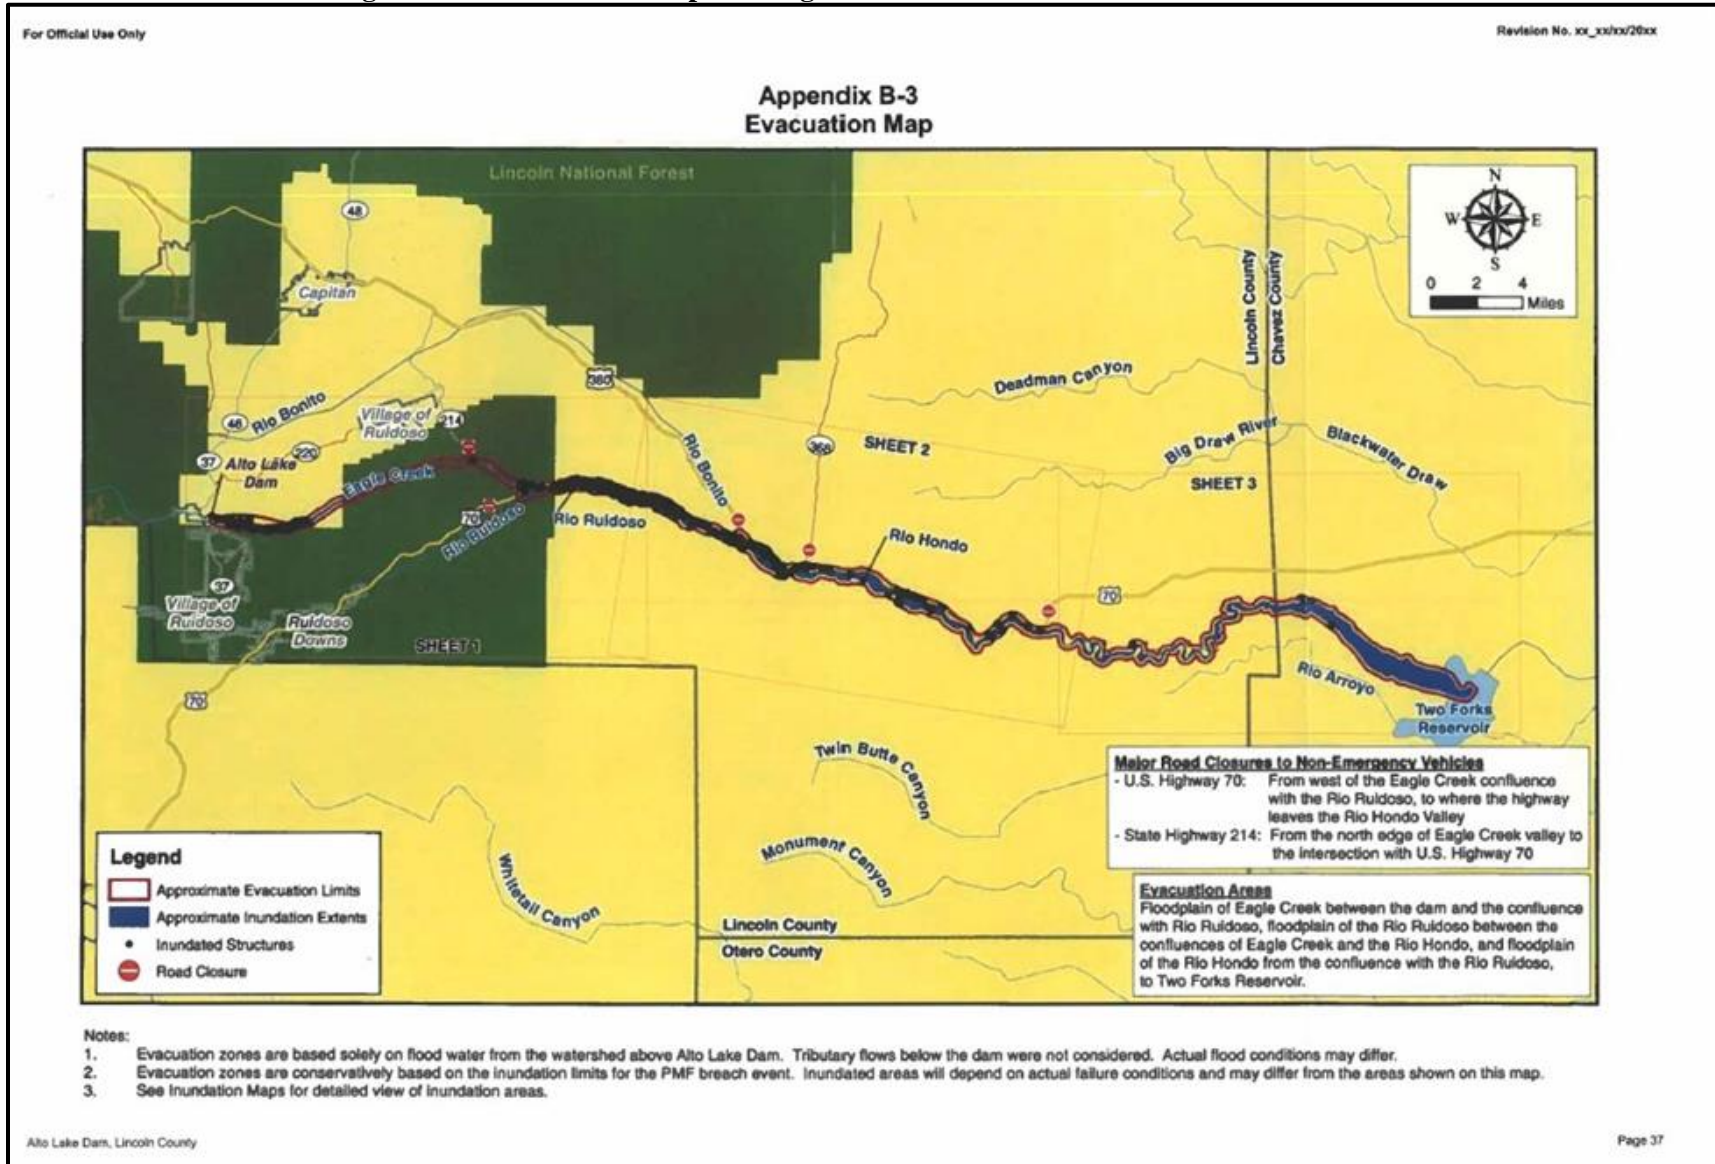 For Official Use Only
Revision No. xx_xx/xx/20xx
Appendix B-3
Evacuation Map
Lincoln National Forest
N
W
E
S
0 2 4
Miles
48
Capitan
Lincoln County
Chavez County
380
Deadman Canyon
48
Rio Bonito
Village of
Ruidoso
214
220
37
Alto Lake
Dam
Eagle Creek
Rio Bonito
368
SHEET 2
Big Draw River
Blackwater Draw
SHEET 3
70
Rio Ruidoso
Rio Ruidoso
Rio Hondo
37
Village of
Ruidoso
Ruidoso
Downs
SHEET 1
70
70
Rio Arroyo
Two Forks
Reservoir
Twin Butte Canyon
Monument Canyon
Whitetail Canyon
Lincoln County
Otero County
Major Road Closures to Non-Emergency Vehicles
- U.S. Highway 70: From west of the Eagle Creek confluence
with the Rio Ruidoso, to where the highway
leaves the Rio Hondo Valley
- State Highway 214: From the north edge of Eagle Creek valley to
the intersection with U.S. Highway 70
Evacuation Areas
Floodplain of Eagle Creek between the dam and the confluence
with Rio Ruidoso, floodplain of the Rio Ruidoso between the
confluences of Eagle Creek and the Rio Hondo, and floodplain
of the Rio Hondo from the confluence with the Rio Ruidoso,
to Two Forks Reservoir.
Legend
Approximate Evacuation Limits
Approximate Inundation Extents
Inundated Structures
Road Closure
Notes:
1. Evacuation zones are based solely on flood water from the watershed above Alto Lake Dam. Tributary flows below the dam were not considered. Actual flood conditions may differ.
2. Evacuation zones are conservatively based on the inundation limits for the PMF breach event. Inundated areas will depend on actual failure conditions and may differ from the areas shown on this map.
3. See Inundation Maps for detailed view of inundation areas.
Alto Lake Dam, Lincoln County
Page 37